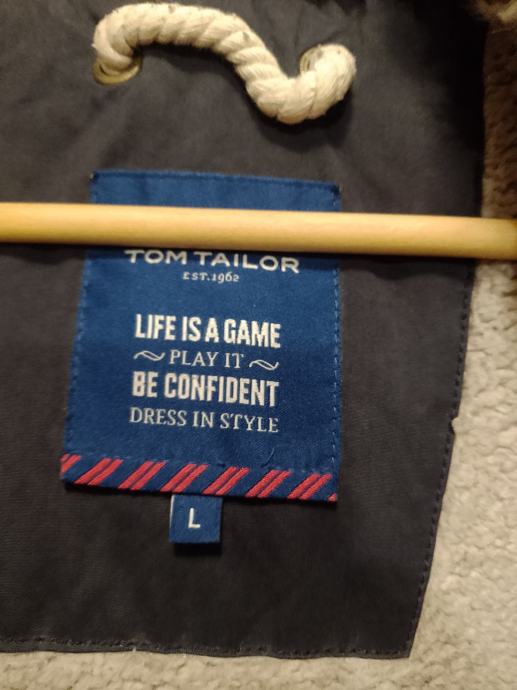 TOM TAILOR
EST.1962
LIFE IS A GAME
~ PLAY IT ~
BE CONFIDENT
DRESS IN STYLE
L